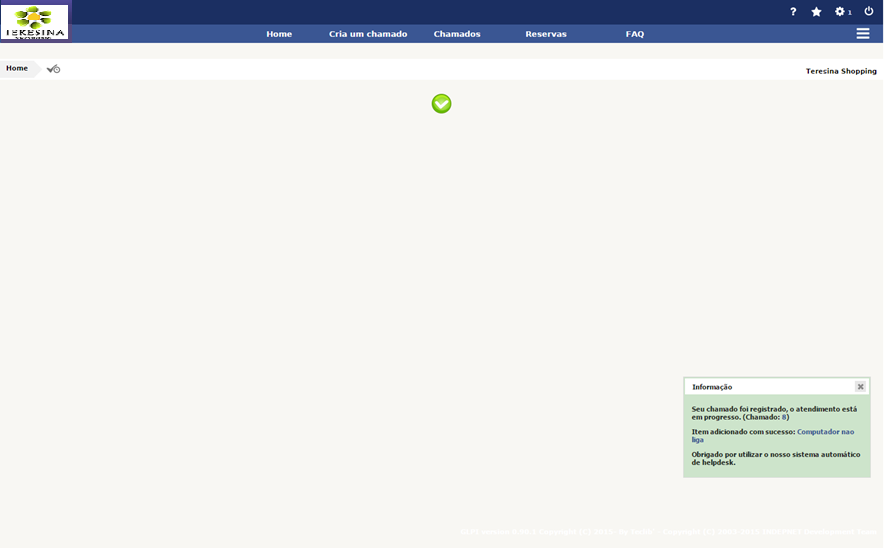 TERESINA
SHOPPING
? 1
Home Cria um chamado Chamados Reservas FAQ
Home
Teresina Shopping
Informação
Seu chamado foi registrado, o atendimento está
em progresso. (Chamado: 8)
Item adicionado com sucesso: Computador nao
liga
Obrigado por utilizar o nosso sistema automático
de helpdesk.